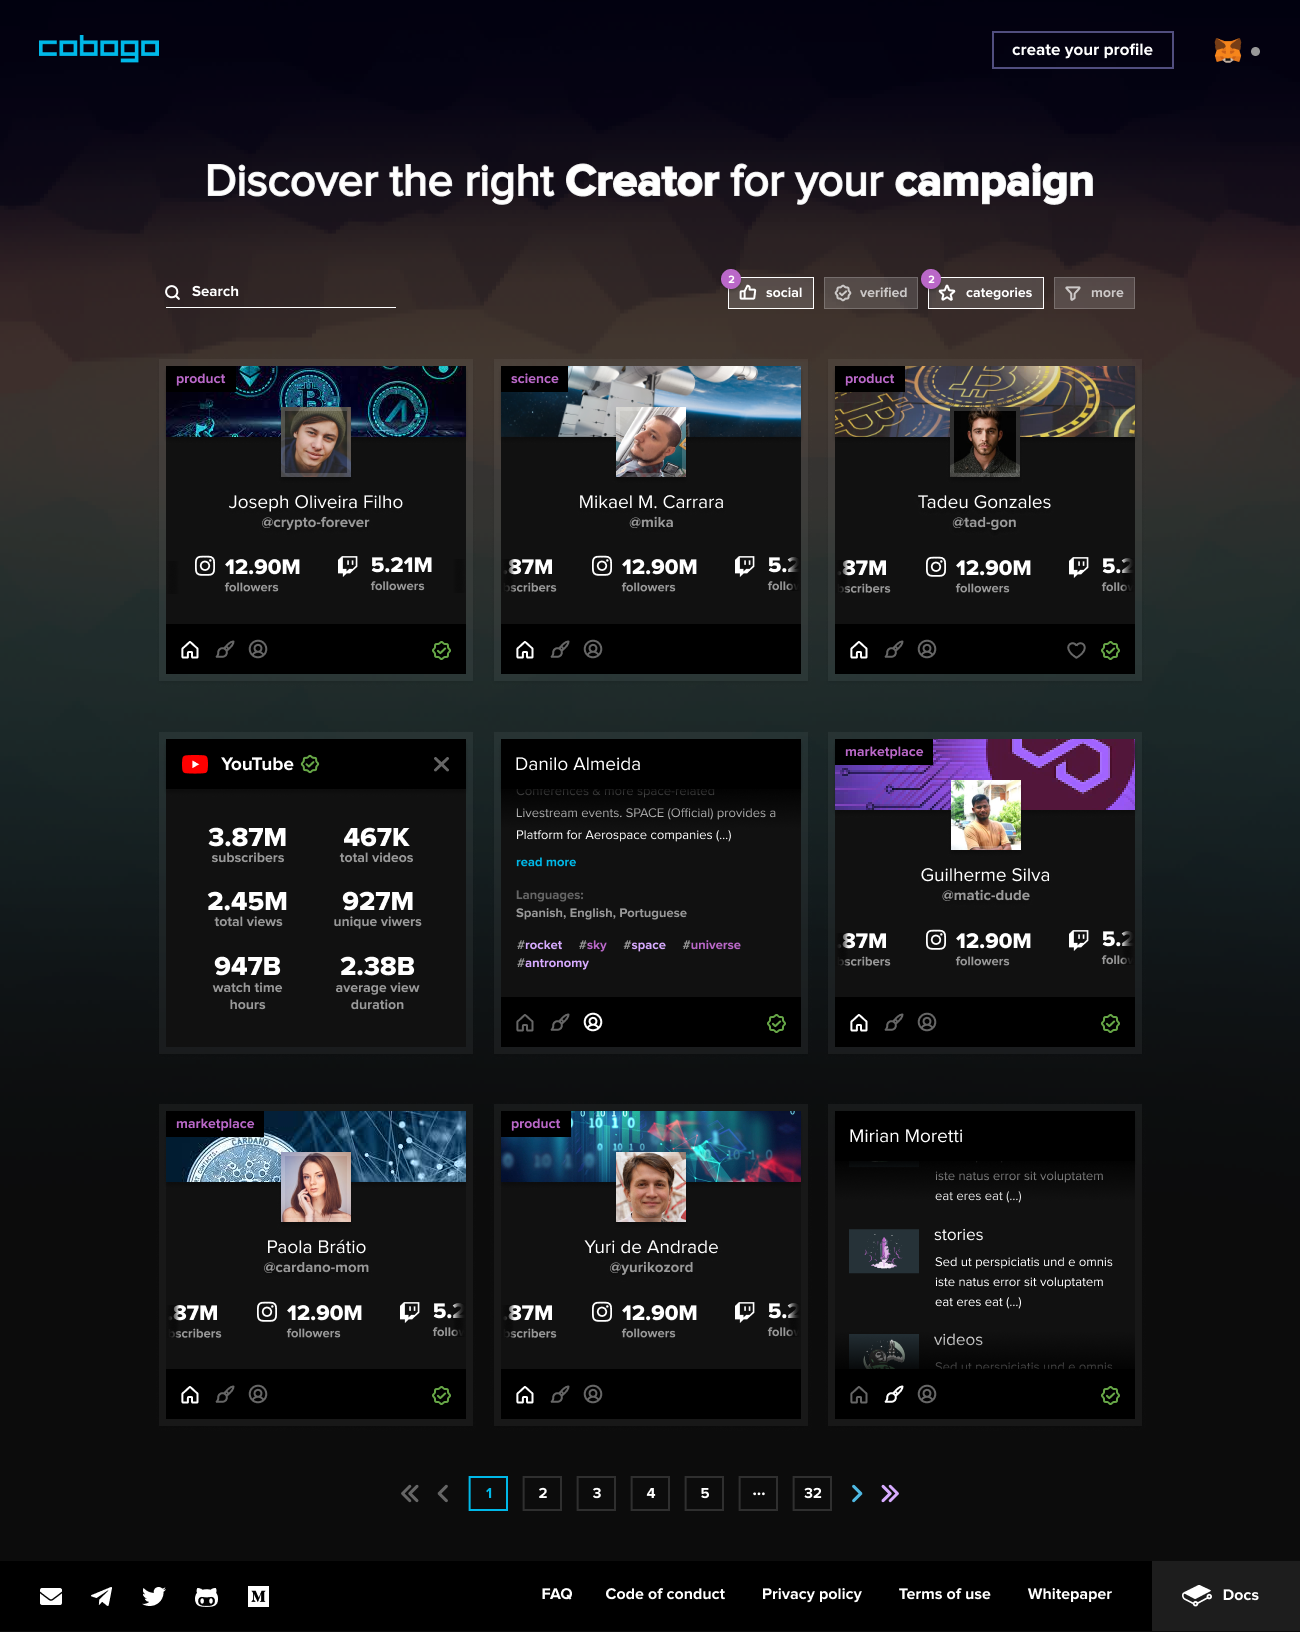 cobogo
create your profile
Discover the right Creator for your campaign
Search
2
social
verified
2
categories
more
product
Joseph Oliveira Filho
@crypto-forever
12.90M
followers
5.21M
followers
science
Mikael M. Carrara
@mika
.87M
scribers
12.90M
followers
5.2
follow
product
Tadeu Gonzales
@tad-gon
.87M
scribers
12.90M
followers
5.2
follow
YouTube
3.87M
subscribers
467K
total videos
2.45M
total views
927M
unique viwers
947B
watch time
hours
2.38B
average view
duration
Danilo Almeida
Conferences & more space-related
Livestream events. SPACE (Official) provides a
Platform for Aerospace companies (...)
read more
Languages:
Spanish, English, Portuguese
#rocket #sky #space #universe
#antronomy
marketplace
Guilherme Silva
@matic-dude
.87M
scribers
12.90M
followers
5.2
follow
marketplace
CARDANO
Paola Brátio
@cardano-mom
.87M
scribers
12.90M
followers
5.2
follow
product
Yuri de Andrade
@yurikozord
.87M
scribers
12.90M
followers
5.2
follow
Mirian Moretti
iste natus error sit voluptatem
eat eres eat (...)
stories
Sed ut perspiciatis und e omnis
iste natus error sit voluptatem
eat eres eat (...)
videos
Sed ut perspiciatis und e omnis
1 2 3 4 5 ... 32
M
FAQ
Code of conduct
Privacy policy
Terms of use
Whitepaper
Docs